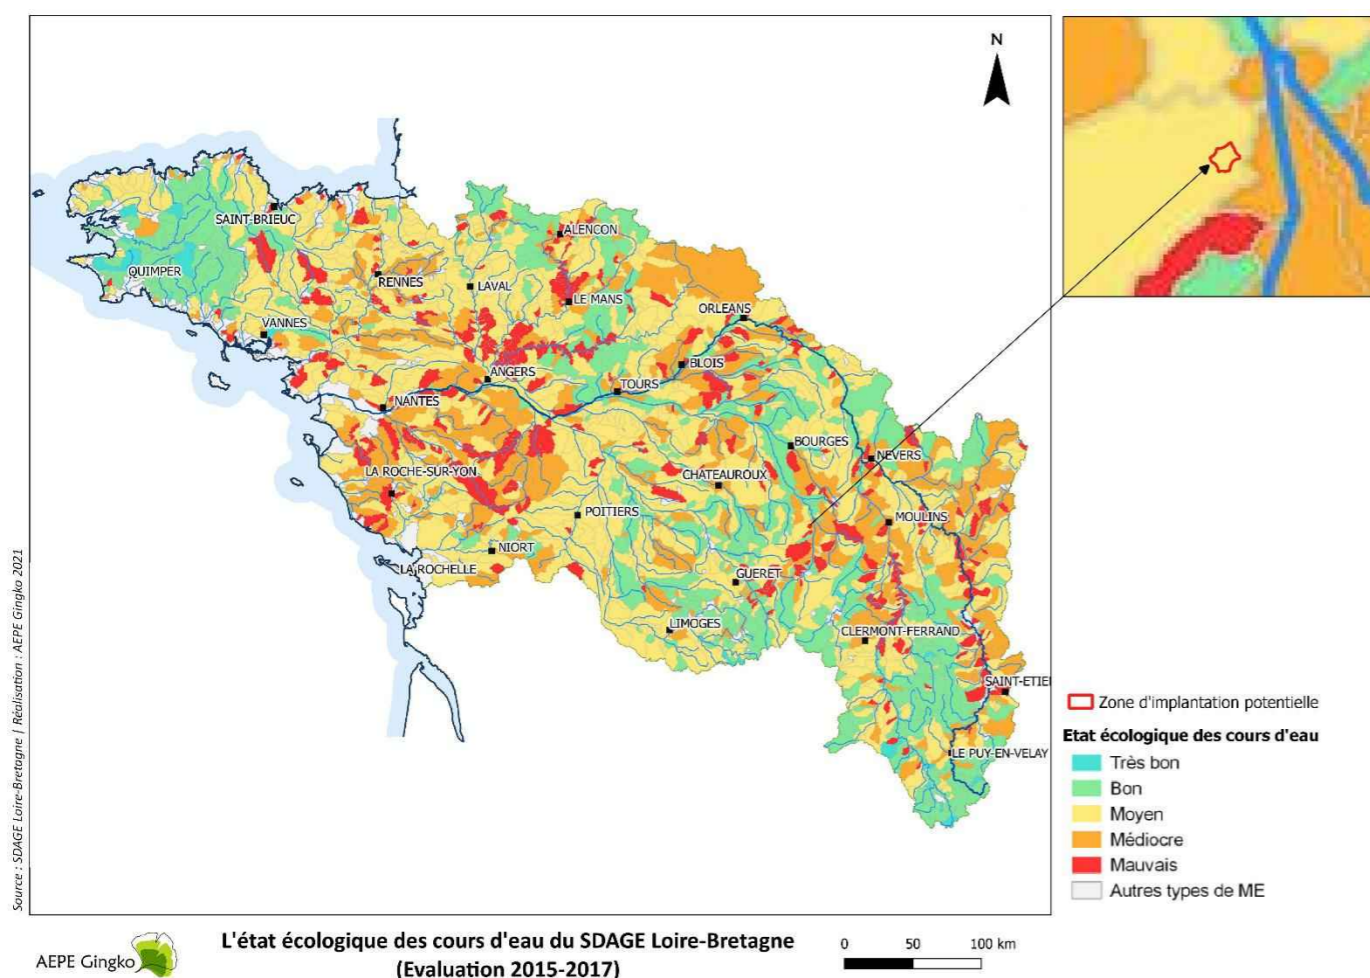 N
SAINT-BRIEUC
ALENCON
QUIMPER
RENNES
LAVAL
LE MANS
ORLEANS
VANNES
BLOIS
ANGERS
TOURS
NANTES
BOURGES
NEVERS
LA ROCHE-SUR-YON
CHATEAUROUX
POITIERS
MOULINS
NIORT
LA ROCHELLE
GUERET
LIMOGES
CLERMONT-FERRAND
SAINT-ETIE
LE PUY-EN-VELAY
Zone d'implantation potentielle
Etat écologique des cours d'eau
Très bon
Bon
Moyen
Médiocre
Mauvais
Autres types de ME
Source : SDAGE Loire-Bretagne | Réalisation : AEPE Gingko 2021
AEPE Gingko
L'état écologique des cours d'eau du SDAGE Loire-Bretagne
(Evaluation 2015-2017)
0 50 100 km